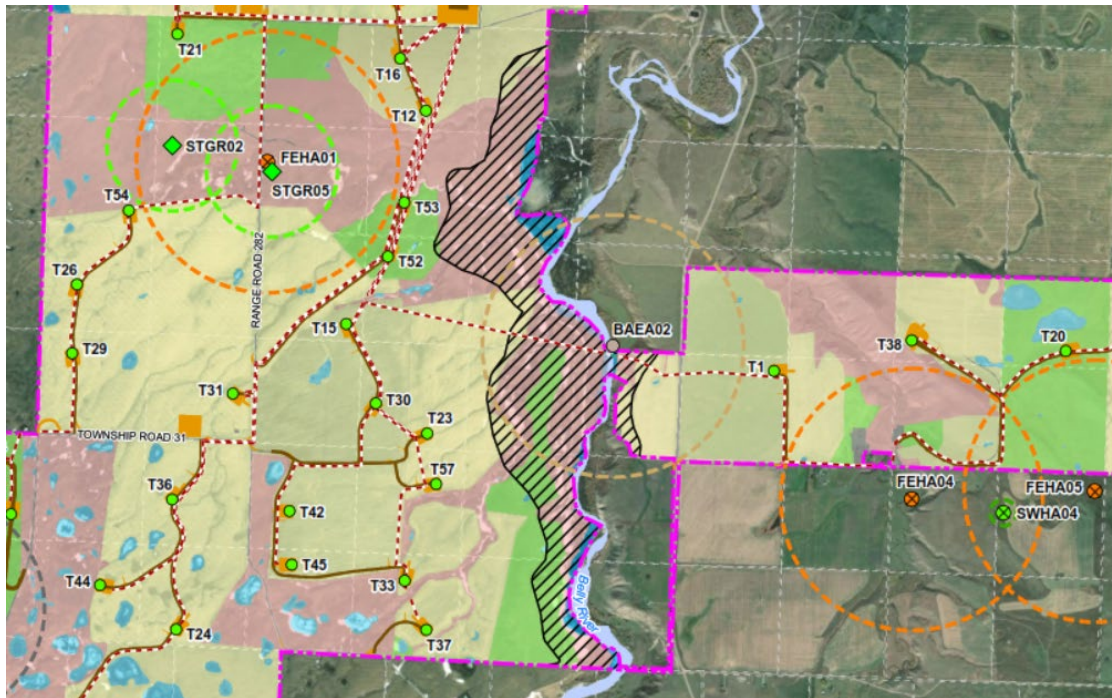 T21
T16
T12
STGR02
FEHA01
STGR05
T54
T53
T52
T26
RANGE ROAD 282
T15
BAEA02
T29
T38
T20
T1
T31
T30
T23
TOWNSHIP ROAD 31
T57
T36
FEHA04
FEHA05
T42
SWHA04
T45
T44
T33
Belly River
T24
T37